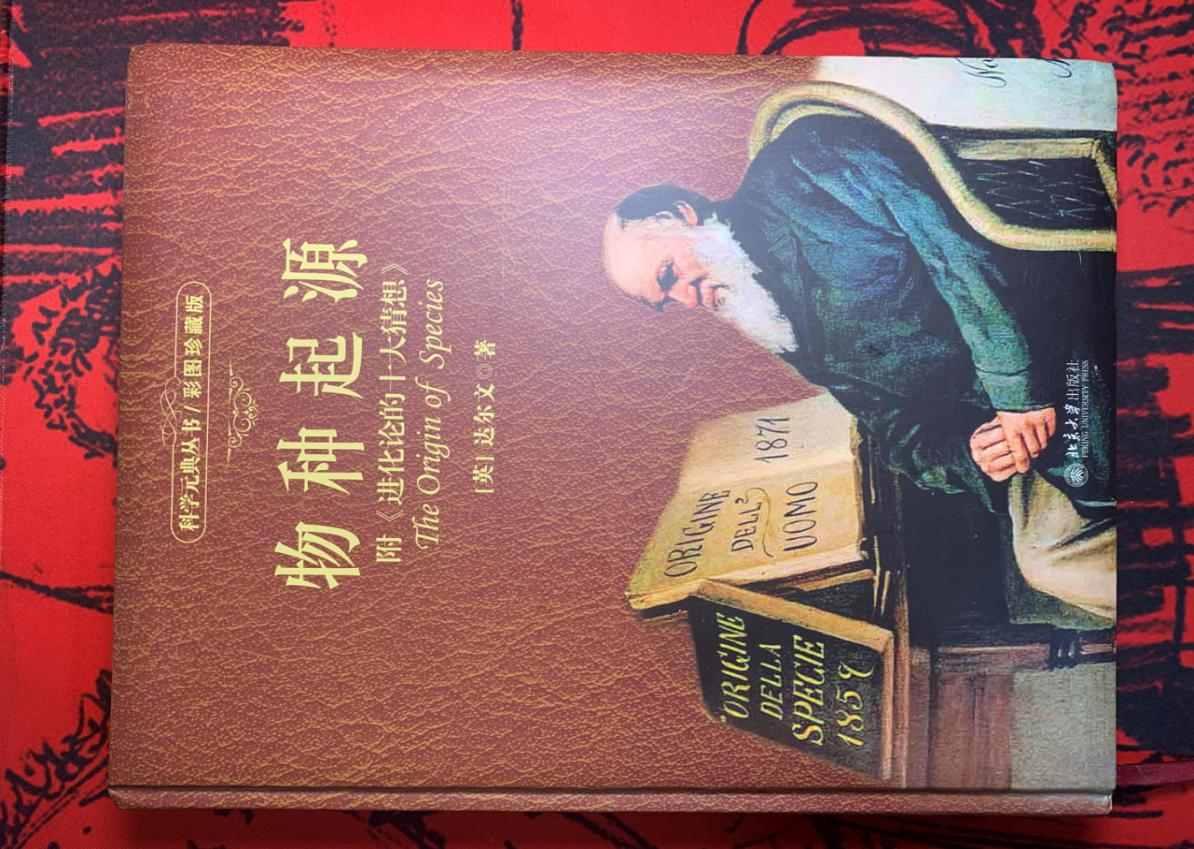 科学元典丛书/彩图珍藏版
物种起源
附《进化论的十大猜想》
The Origin of Species
[英] 达尔文◎著
ORIGINE
DELL'
UOMO
1871
ORIGINE
DELLA
SPECIE
1859
北京大学出版社
PEKING UNIVERSITY PRESS